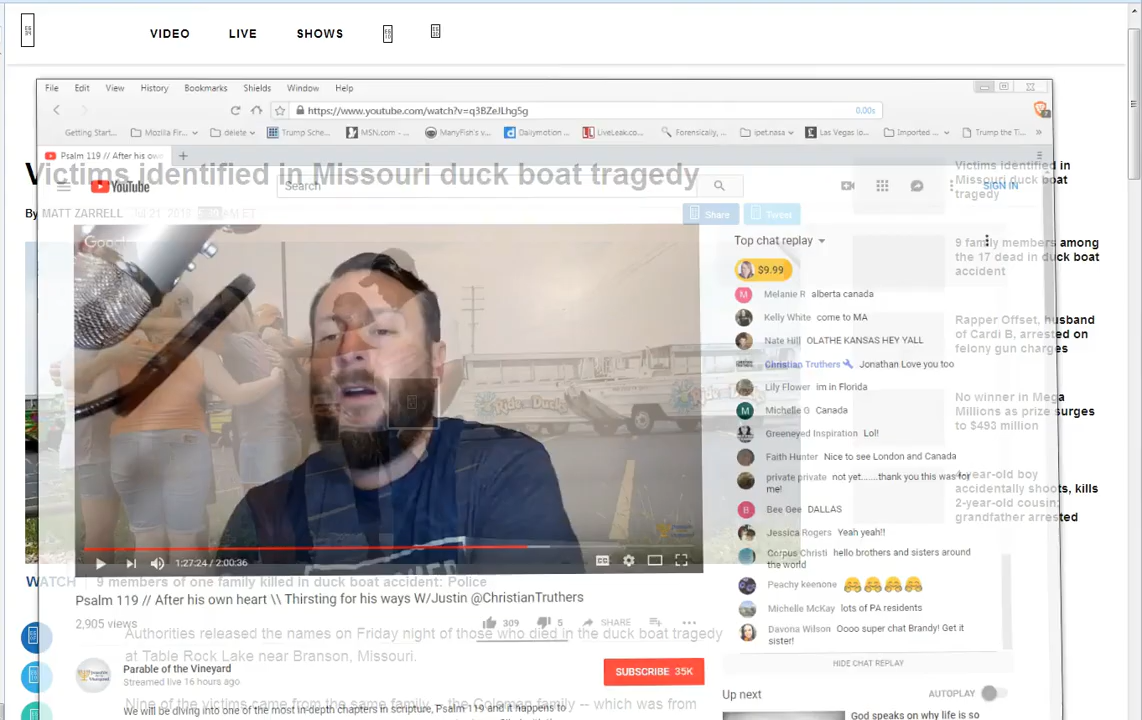 VIDEO LIVE SHOWS
File Edit View History Bookmarks Shields Window Help
https://www.youtube.com/watch?v=q3BZeJLhg5g 0.00s
Getting Start... Mozilla Fir... delete Trump Sche... MSN.com - ... ManyFish's v... Dailymotion ... LiveLeak.co... Forensically, ... ipet.nasa Las Vegas lo... Imported ... Trump the Ti... »
Psalm 119 // After his ow
Victims identified in Missouri duck boat tragedy
YouTube Search SIGN IN
By MATT ZARRELL
Share Tweet
Victims identified in
Missouri duck boat
tragedy
9 family members among
the 17 dead in duck boat
accident
Rapper Offset, husband
of Cardi B, arrested on
felony gun charges
No winner in Mega
Millions as prize surges
to $493 million
4-year-old boy
accidentally shoots, kills
2-year-old cousin;
grandfather arrested
Top chat replay
$9.99
Melanie R alberta canada
Kelly White come to MA
Nate Hill OLATHE KANSAS HEY YALL
Christian Truthers Jonathan Love you too
Lily Flower im in Florida
Michelle G Canada
Greeneyed Inspiration Lol!
Faith Hunter Nice to see London and Canada
private private not yet.......thank you this was for
me!
Bee Gee DALLAS
Jessica Rogers Yeah yeah!!
Corpus Christi hello brothers and sisters around
the world
Peachy keenone
Michelle McKay lots of PA residents
Davona Wilson Oooo super chat Brandy! Get it
sister!
HIDE CHAT REPLAY
1:27:24 / 2:00:36
WATCH 9 members of one family killed in duck boat accident: Police
Psalm 119 // After his own heart \\ Thirsting for his ways W/Justin @ChristianTruthers
2,905 views 309 5 SHARE
Authorities released the names on Friday night of those who died in the duck boat tragedy
at Table Rock Lake near Branson, Missouri.
Parable of the Vineyard
Streamed live 16 hours ago.
SUBSCRIBE 35K
Nine of the victims came from the same family -- the Coleman family -- which was from
We will be diving into one of the most in-depth chapters in scripture, Psalm 119 and it happens to
Up next AUTOPLAY
God speaks on why life is so